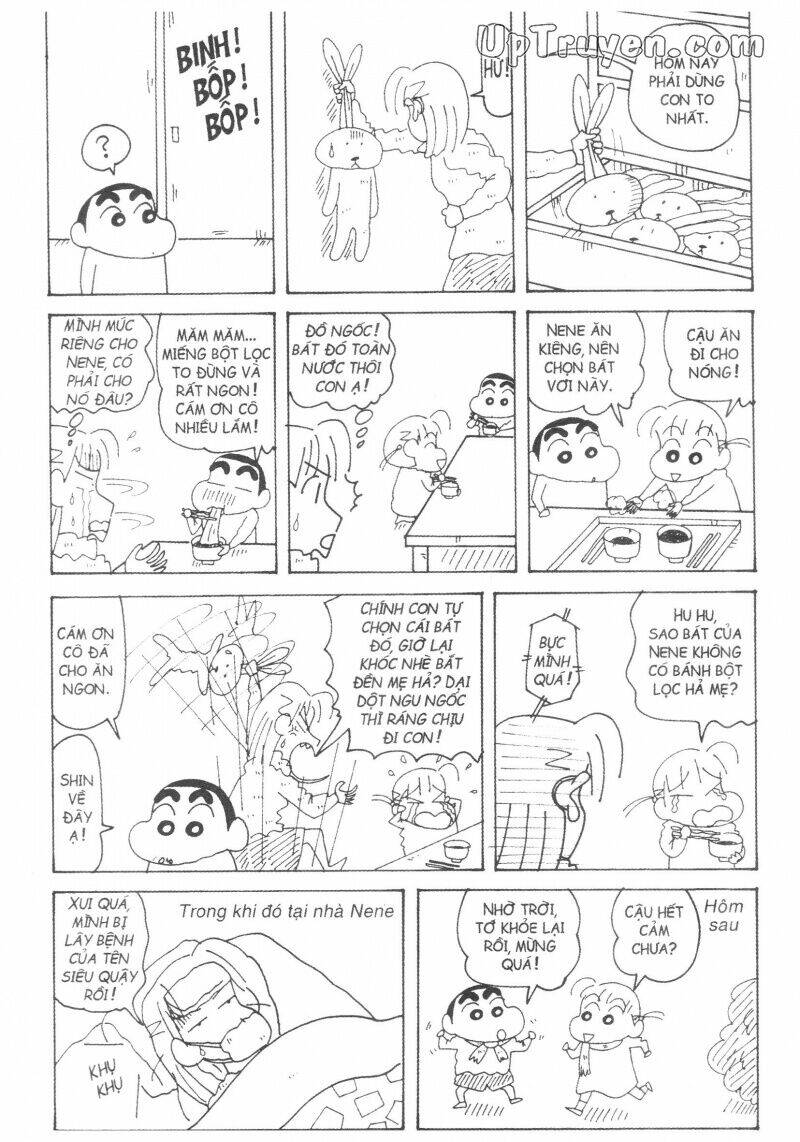 UpTruyen.com
HÔM NAY
PHẢI DÙNG
CON TO
NHẤT.
HỪ!
BINH!
BỐP!
BỐP!
?
CẬU ĂN
ĐI CHO
NÓNG!
NENE ĂN
KIÊNG, NÊN
CHỌN BÁT
VƠI NÀY.
ĐỒ NGỐC!
BÁT ĐÓ TOÀN
NƯỚC THÔI
CON Ạ!
MĂM MĂM...
MIẾNG BỘT LỌC
TO ĐÙNG VÀ
RẤT NGON!
CÁM ƠN CÔ
NHIỀU LẮM!
MÌNH MÚC
RIÊNG CHO
NENE, CÓ
PHẢI CHO
NÓ ĐÂU?
HU HU,
SAO BÁT CỦA
NENE KHÔNG
CÓ BÁNH BỘT
LỌC HẢ MẸ?
BỰC
MÌNH
QUÁ!
CHÍNH CON TỰ
CHỌN CÁI BÁT
ĐÓ, GIỜ LẠI
KHÓC NHÈ BẮT
ĐỀN MẸ HẢ? DẠI
DỘT NGU NGỐC
THÌ RÁNG CHỊU
ĐI CON!
CÁM ƠN
CÔ ĐÃ
CHO ĂN
NGON.
SHIN
VỀ
ĐÂY
Ạ!
Hôm
sau
CẬU HẾT
CẢM
CHƯA?
NHỜ TRỜI,
TỚ KHỎE LẠI
RỒI, MỪNG
QUÁ!
Trong khi đó tại nhà Nene
XUI QUÁ,
MÌNH BỊ
LÂY BỆNH
CỦA TÊN
SIÊU QUẬY
RỒI!
KHỤ
KHỤ